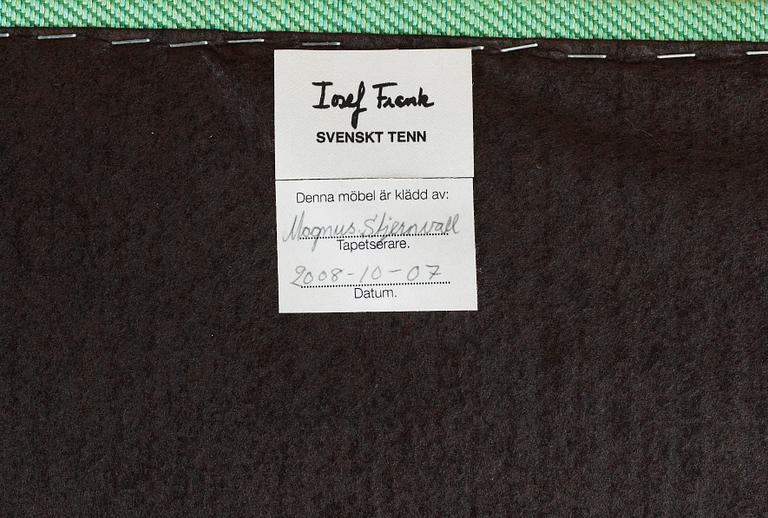 Josef Frank
SVENSKT TENN
Denna möbel är klädd av:
Magnus Stjernvall
Tapetserare.
2008-10-07
Datum.